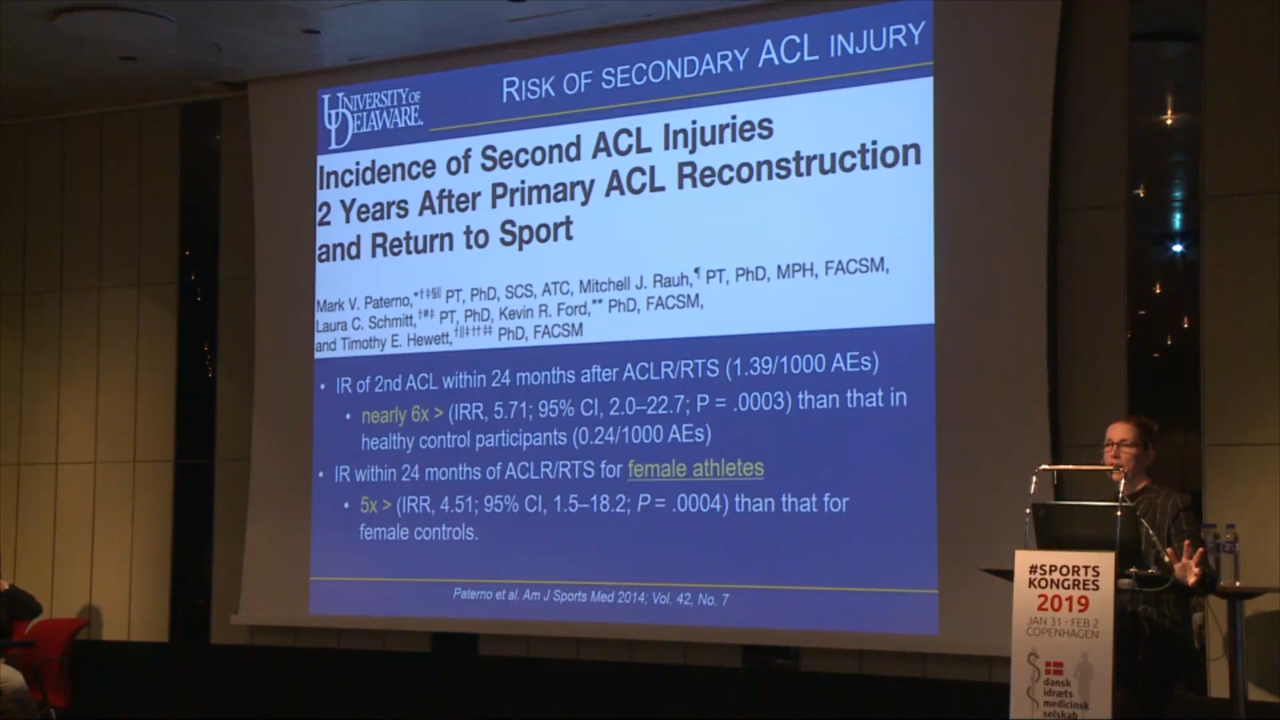 UNIVERSITY OF
DELAWARE.
RISK OF SECONDARY ACL INJURY
Incidence of Second ACL Injuries
2 Years After Primary ACL Reconstruction
and Return to Sport
Mark V. Paterno,*†‡§‖ PT, PhD, SCS, ATC, Mitchell J. Rauh,¶ PT, PhD, MPH, FACSM,
Laura C. Schmitt,†#‡ PT, PhD, Kevin R. Ford,** PhD, FACSM,
and Timothy E. Hewett,†‖‡††‡‡ PhD, FACSM
• IR of 2nd ACL within 24 months after ACLR/RTS (1.39/1000 AEs)
• nearly 6x > (IRR, 5.71; 95% CI, 2.0–22.7; P = .0003) than that in
healthy control participants (0.24/1000 AEs)
• IR within 24 months of ACLR/RTS for female athletes
• 5x > (IRR, 4.51; 95% CI, 1.5–18.2; P = .0004) than that for
female controls.
Paterno et al. Am J Sports Med 2014; Vol. 42, No. 7
#SPORTS
KONGRES
2019
JAN 31 - FEB 2
COPENHAGEN
dansk
idræts
medicinsk
selskab